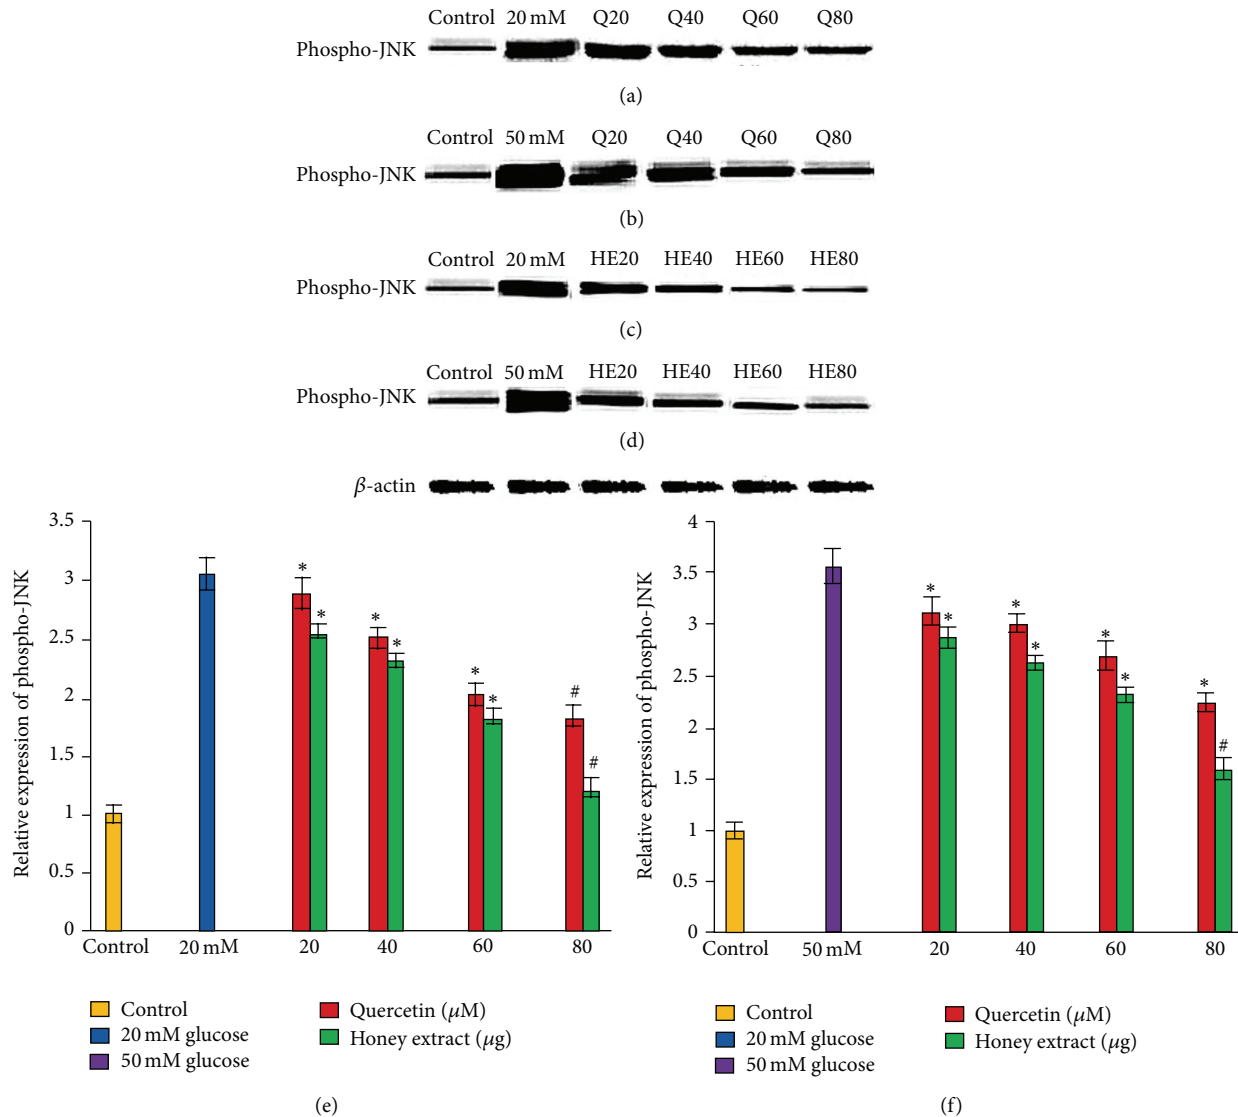 Control 20 mM Q20 Q40 Q60 Q80
Phospho-JNK
(a)
Control 50 mM Q20 Q40 Q60 Q80
Phospho-JNK
(b)
Control 20 mM HE20 HE40 HE60 HE80
Phospho-JNK
(c)
Control 50 mM HE20 HE40 HE60 HE80
Phospho-JNK
(d)
β-actin
Relative expression of phospho-JNK
3.5
3
2.5
2
1.5
1
0.5
0
* * * * * * # #
Control 20 mM 20 40 60 80
Control
20 mM glucose
50 mM glucose
Quercetin (μM)
Honey extract (μg)
(e)
Relative expression of phospho-JNK
4
3.5
3
2.5
2
1.5
1
0.5
0
* * * * * * * #
Control 50 mM 20 40 60 80
Control
20 mM glucose
50 mM glucose
Quercetin (μM)
Honey extract (μg)
(f)